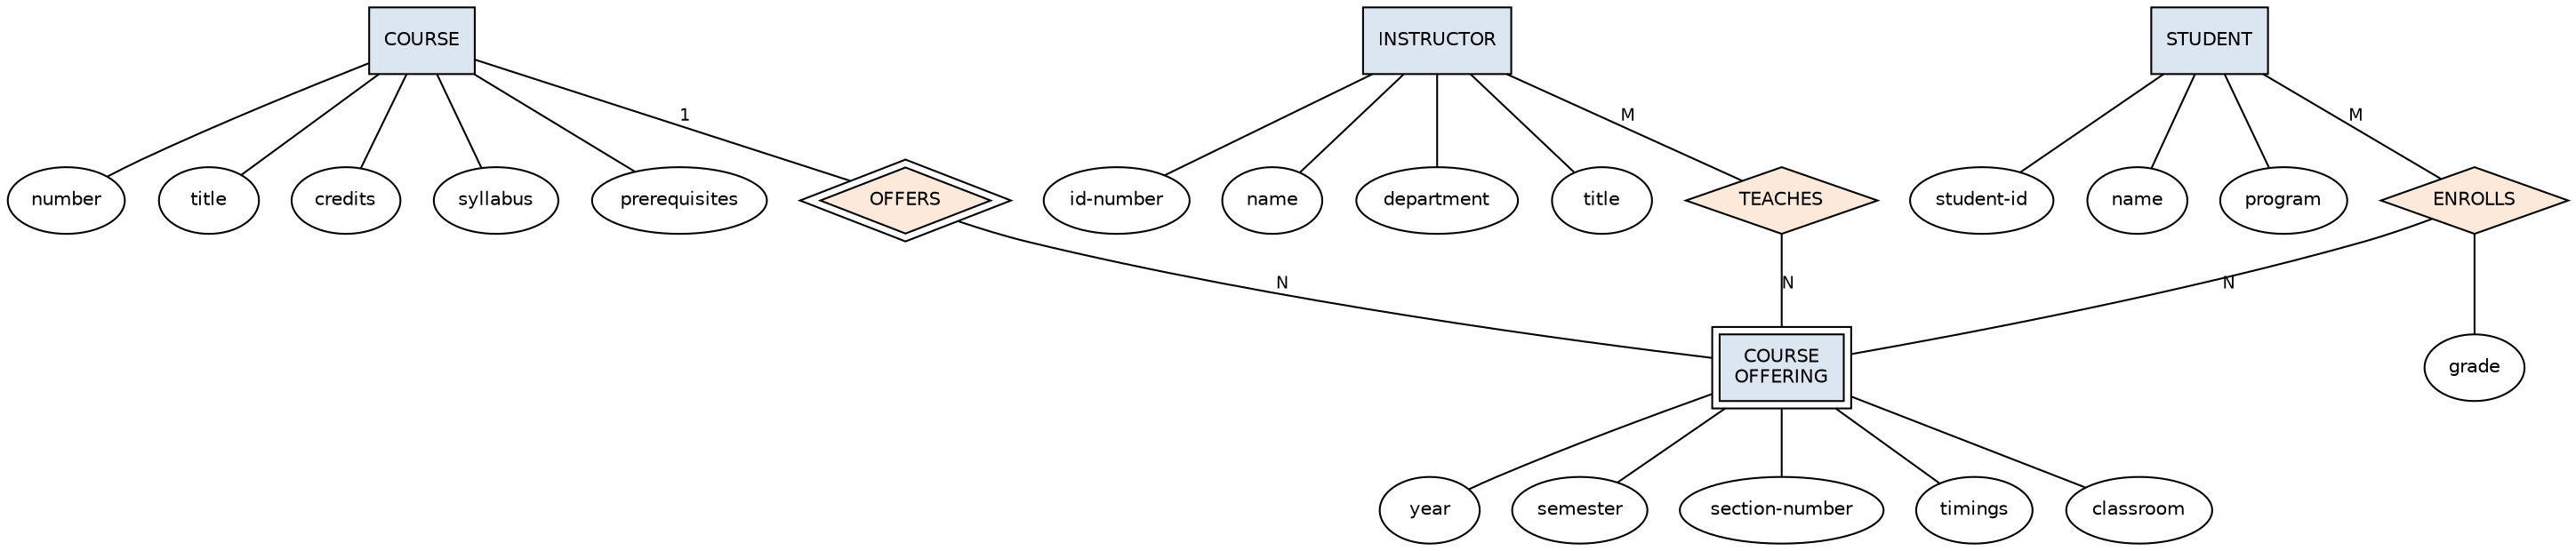 COURSE
INSTRUCTOR
STUDENT
1
M
M
number
title
credits
syllabus
prerequisites
OFFERS
id-number
name
department
title
TEACHES
student-id
name
program
ENROLLS
N
N
N
COURSE
OFFERING
grade
year
semester
section-number
timings
classroom